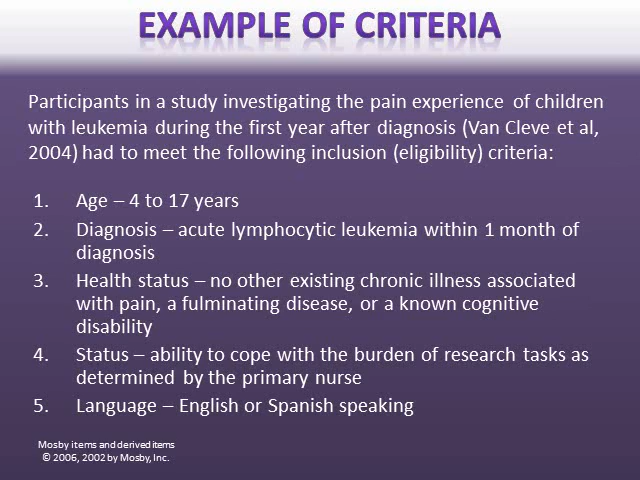 EXAMPLE OF CRITERIA
Participants in a study investigating the pain experience of children
with leukemia during the first year after diagnosis (Van Cleve et al,
2004) had to meet the following inclusion (eligibility) criteria:
1. Age – 4 to 17 years
2. Diagnosis – acute lymphocytic leukemia within 1 month of
diagnosis
3. Health status – no other existing chronic illness associated
with pain, a fulminating disease, or a known cognitive
disability
4. Status – ability to cope with the burden of research tasks as
determined by the primary nurse
5. Language – English or Spanish speaking
Mosby items and derived items
© 2006, 2002 by Mosby, Inc.